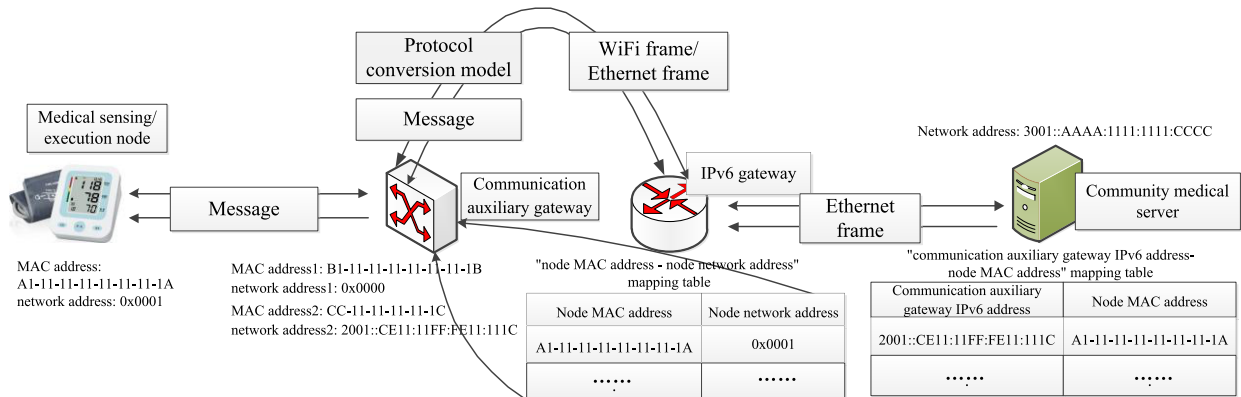 Protocol
conversion model
WiFi frame/
Ethernet frame
Message
Medical sensing/
execution node
Network address: 3001::AAAA:1111:1111:CCCC
IPv6 gateway
118
78
70
Message
Communication
auxiliary gateway
Ethernet
frame
Community medical
server
MAC address:
A1-11-11-11-11-11-11-1A
network address: 0x0001
MAC address1: B1-11-11-11-11-11-11-1B
network address1: 0x0000
MAC address2: CC-11-11-11-11-1C
network address2: 2001::CE11:11FF:FE11:111C
"node MAC address - node network address"
mapping table
Node MAC address
Node network address
A1-11-11-11-11-11-11-1A
0x0001
......
......
"communication auxiliary gateway IPv6 address-
node MAC address" mapping table
Communication auxiliary
gateway IPv6 address
Node MAC address
2001::CE11:11FF:FE11:111C
A1-11-11-11-11-11-11-1A
......
......